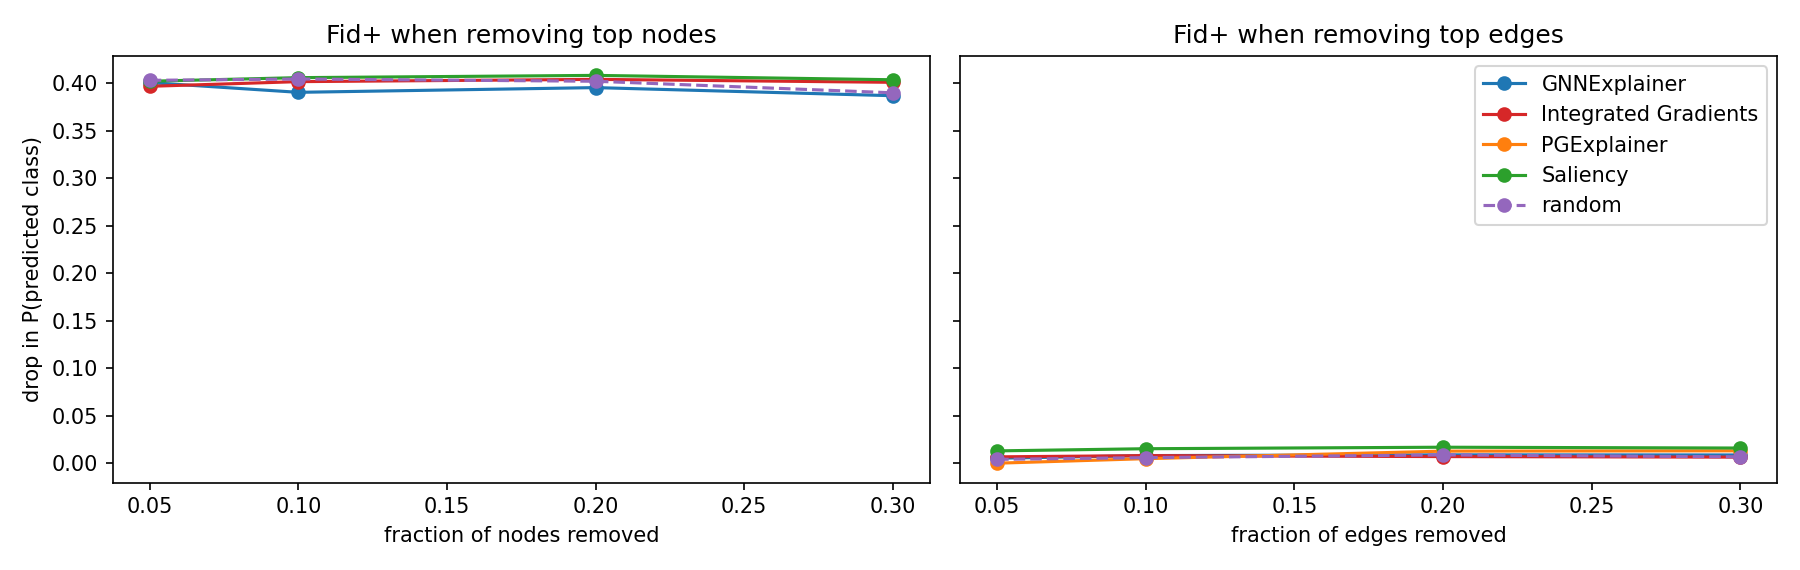 Fid+ when removing top nodes
drop in P(predicted class)
0.40
0.35
0.30
0.25
0.20
0.15
0.10
0.05
0.00
0.05 0.10 0.15 0.20 0.25 0.30
fraction of nodes removed
Fid+ when removing top edges
GNNExplainer
Integrated Gradients
PGExplainer
Saliency
random
0.05 0.10 0.15 0.20 0.25 0.30
fraction of edges removed